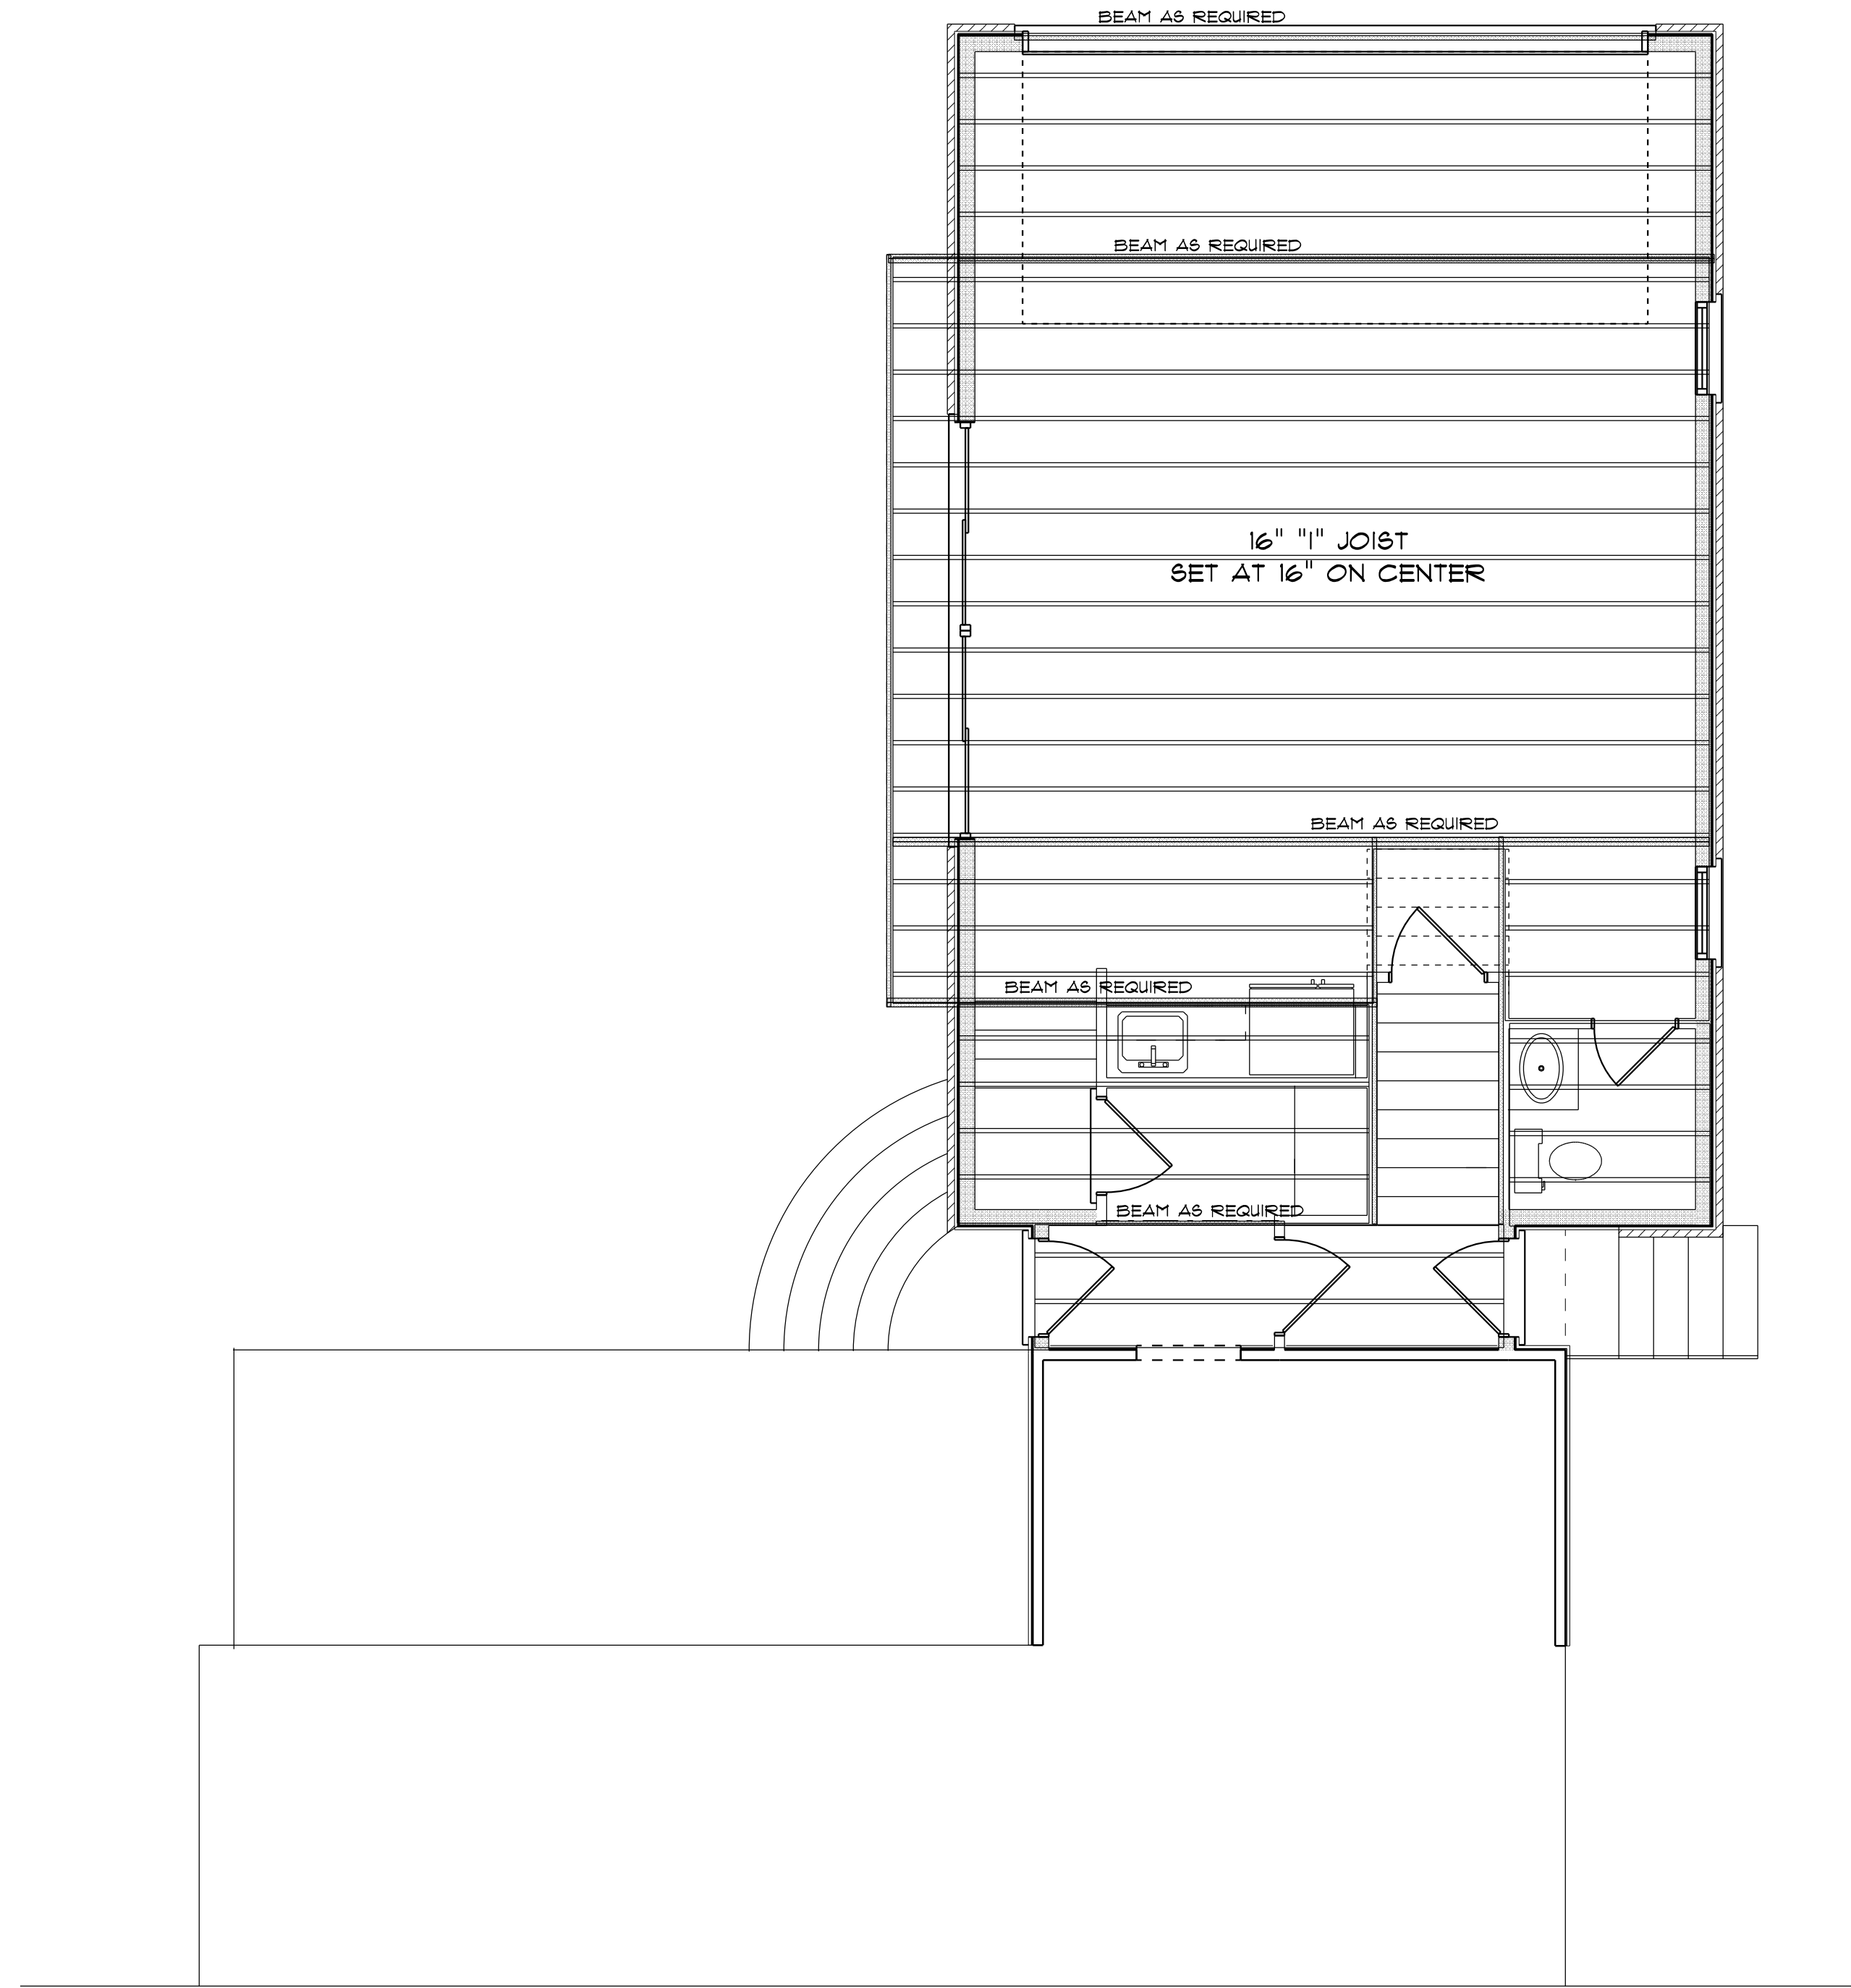 BEAM AS REQUIRED
BEAM AS REQUIRED
16" "I" JOIST
SET AT 16" ON CENTER
BEAM AS REQUIRED
BEAM AS REQUIRED
BEAM AS REQUIRED